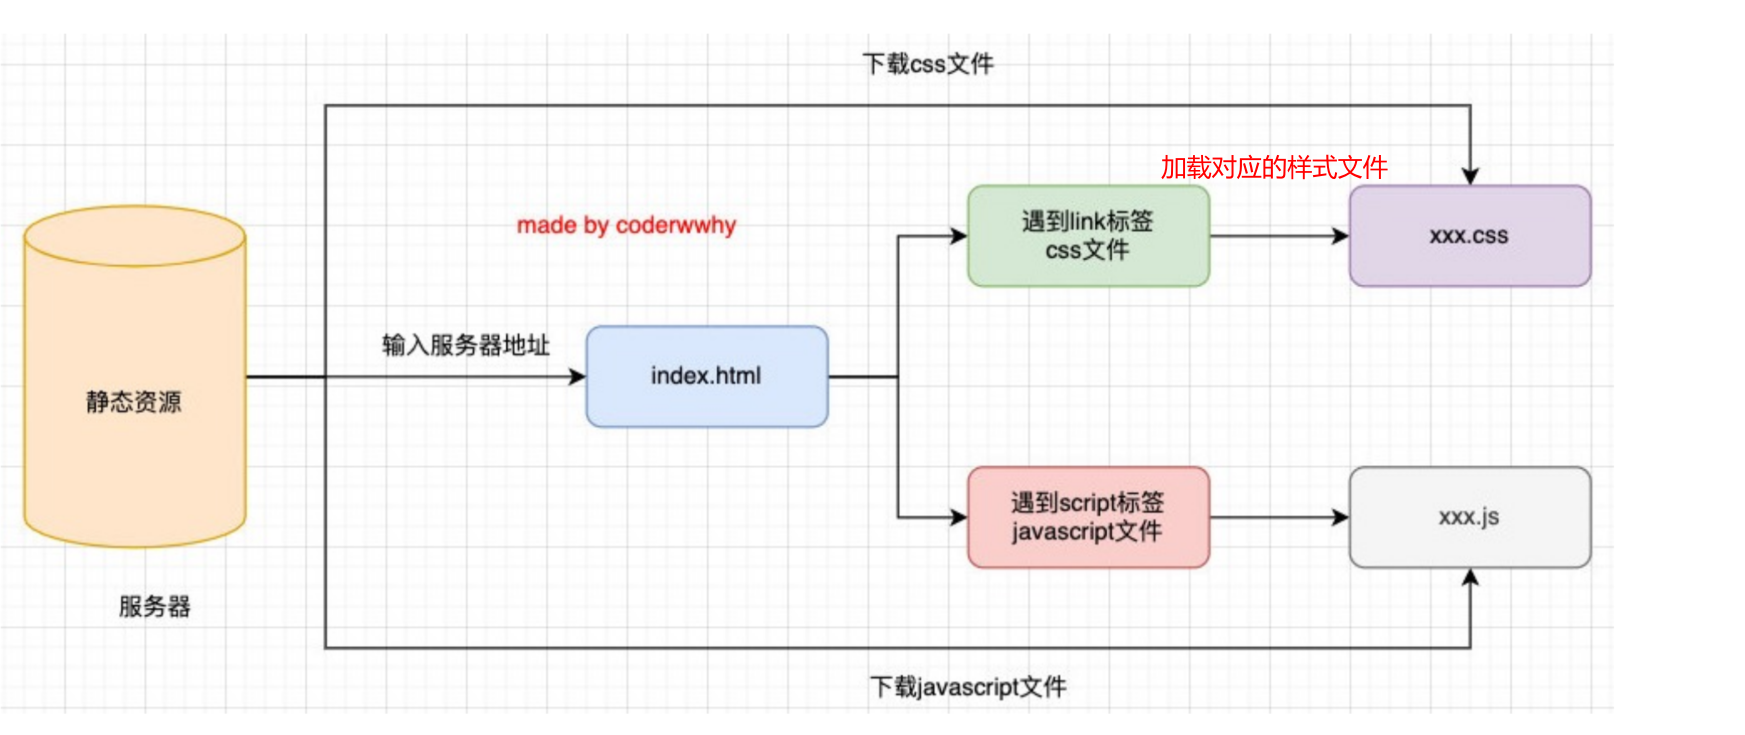 下载css文件
加载对应的样式文件
made by coderwwhy
遇到link标签
css文件
xxx.css
输入服务器地址
index.html
静态资源
遇到script标签
javascript文件
xxx.js
服务器
下载javascript文件